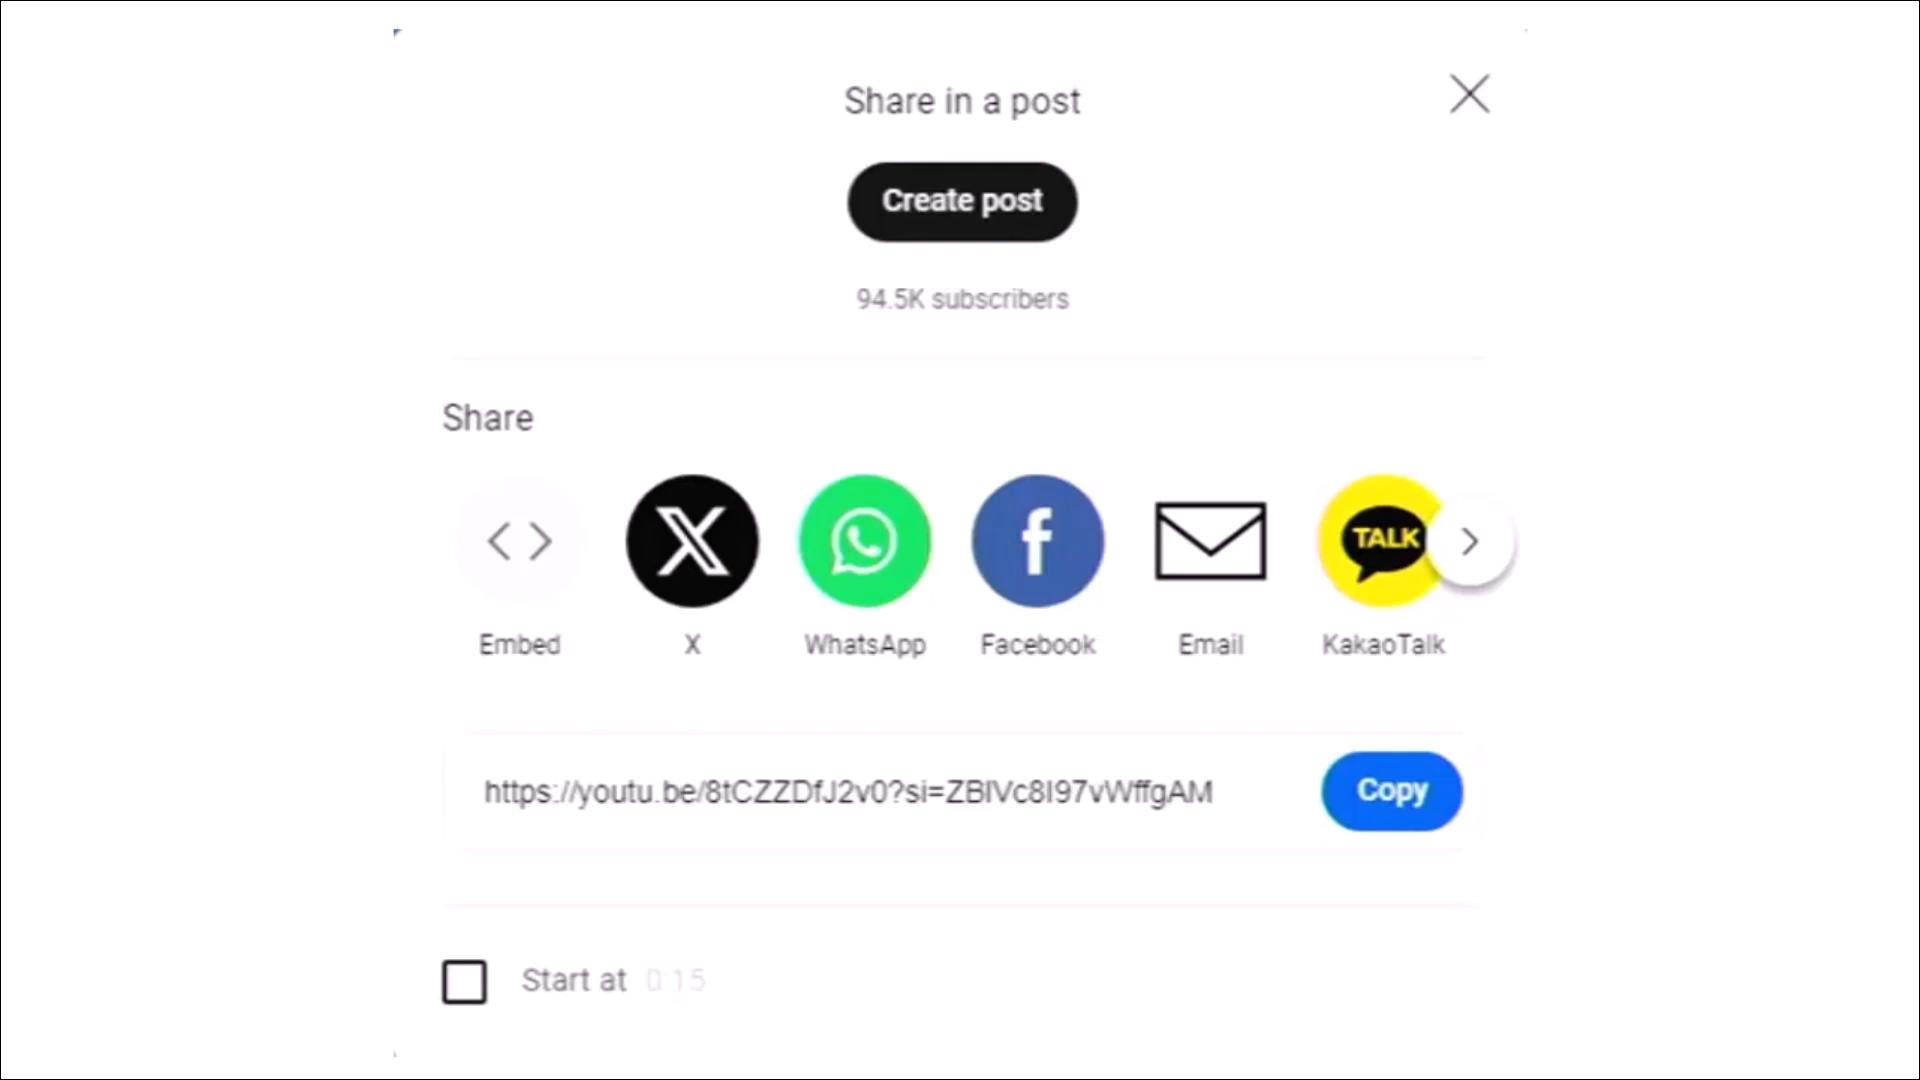 Share in a post
Create post
94.5K subscribers
Share
TALK
Embed
X
WhatsApp
Facebook
Email
KakaoTalk
https://youtu.be/8tCZZDfJ2v0?si=ZBIVc8I97vWffgAM
Copy
Start at 0:15